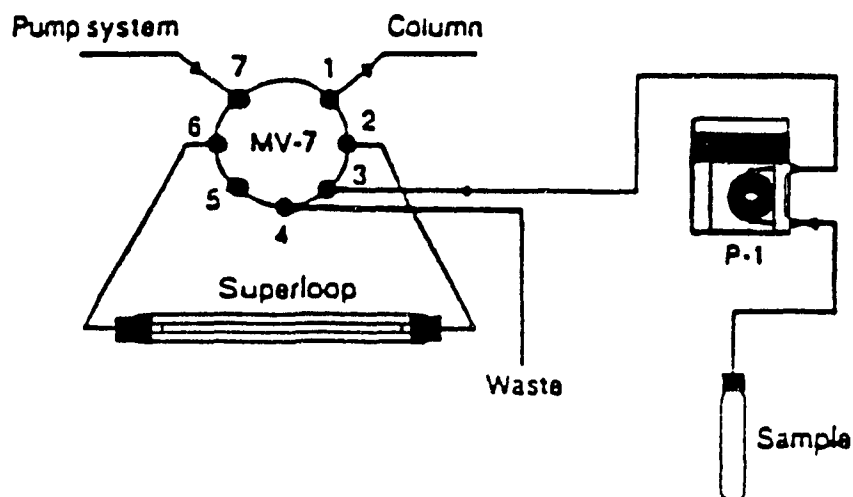 Pump system
Column
7
1
6
MV-7
2
5
3
4
P-1
Superloop
Waste
Sample